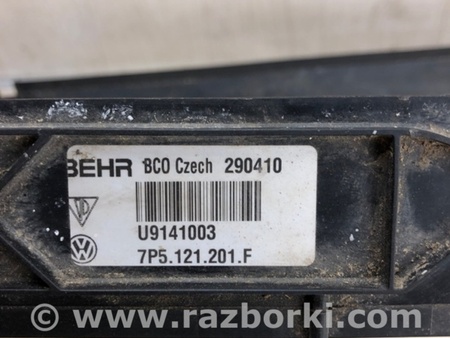 BEHR BCO Czech 290410
U9141003
7P5.121.201.F
© www.razborki.com